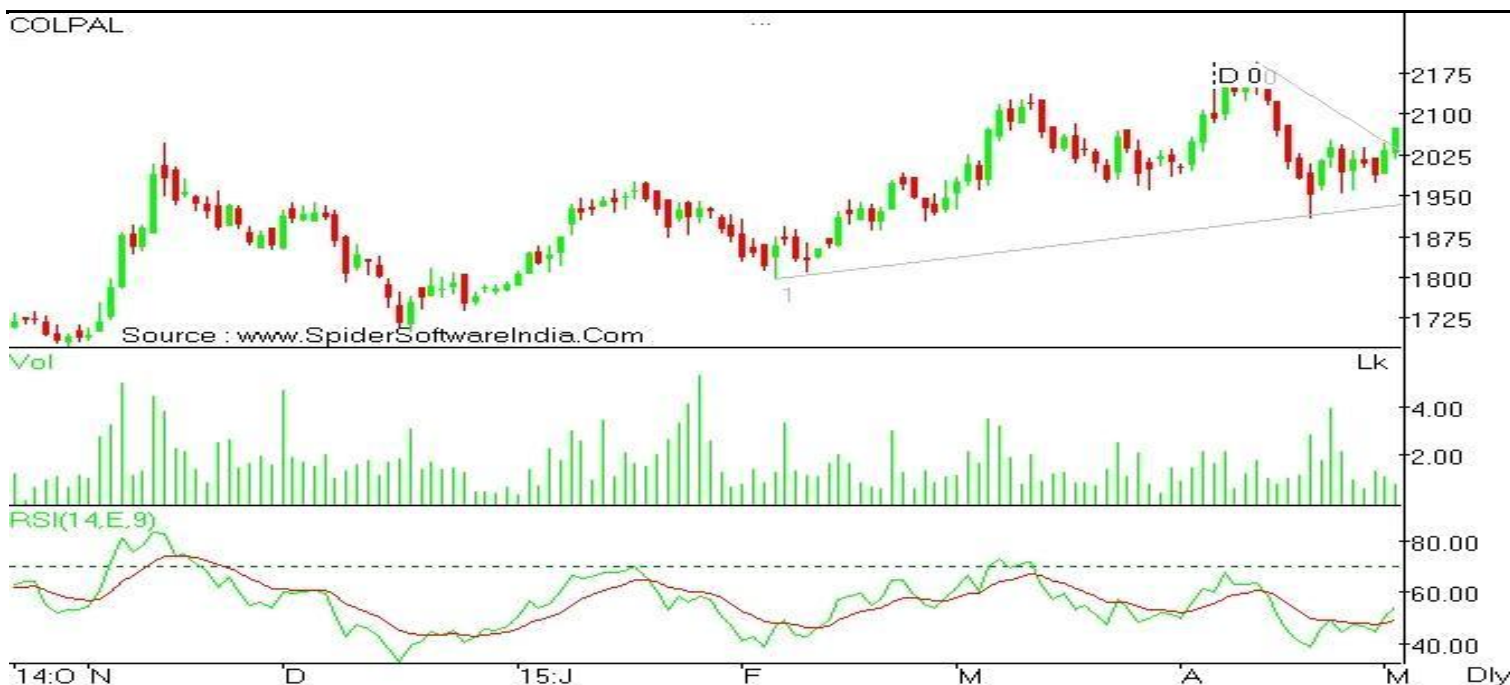 COLPAL
...
D 00
2175
2100
2025
1950
1875
1800
1725
1
Source : www.SpiderSoftwareIndia.Com
Vol
Lk
4.00
2.00
RSI(14,E,9)
80.00
60.00
40.00
'14:O N D 15:J F M A M Dly